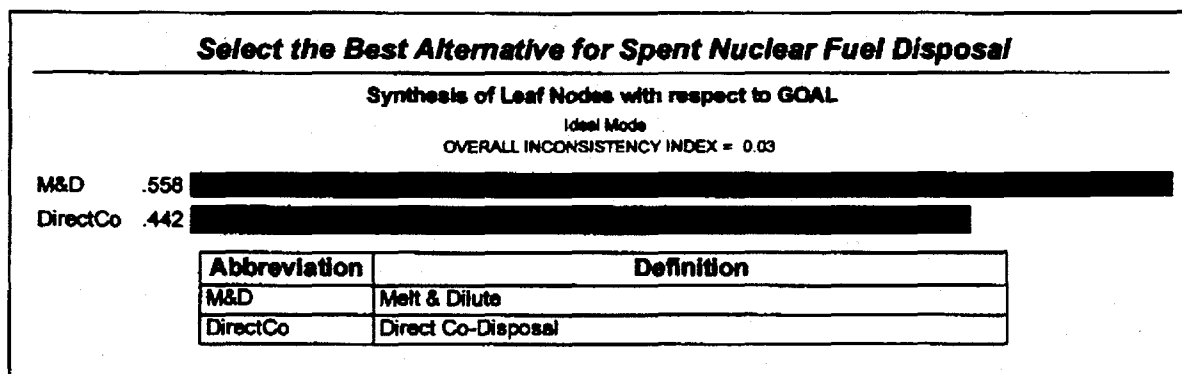 Select the Best Alternative for Spent Nuclear Fuel Disposal
Synthesis of Leaf Nodes with respect to GOAL
Ideal Mode
OVERALL INCONSISTENCY INDEX = 0.03
M&D .558
DirectCo .442
Abbreviation Definition
M&D Melt & Dilute
DirectCo Direct Co-Disposal